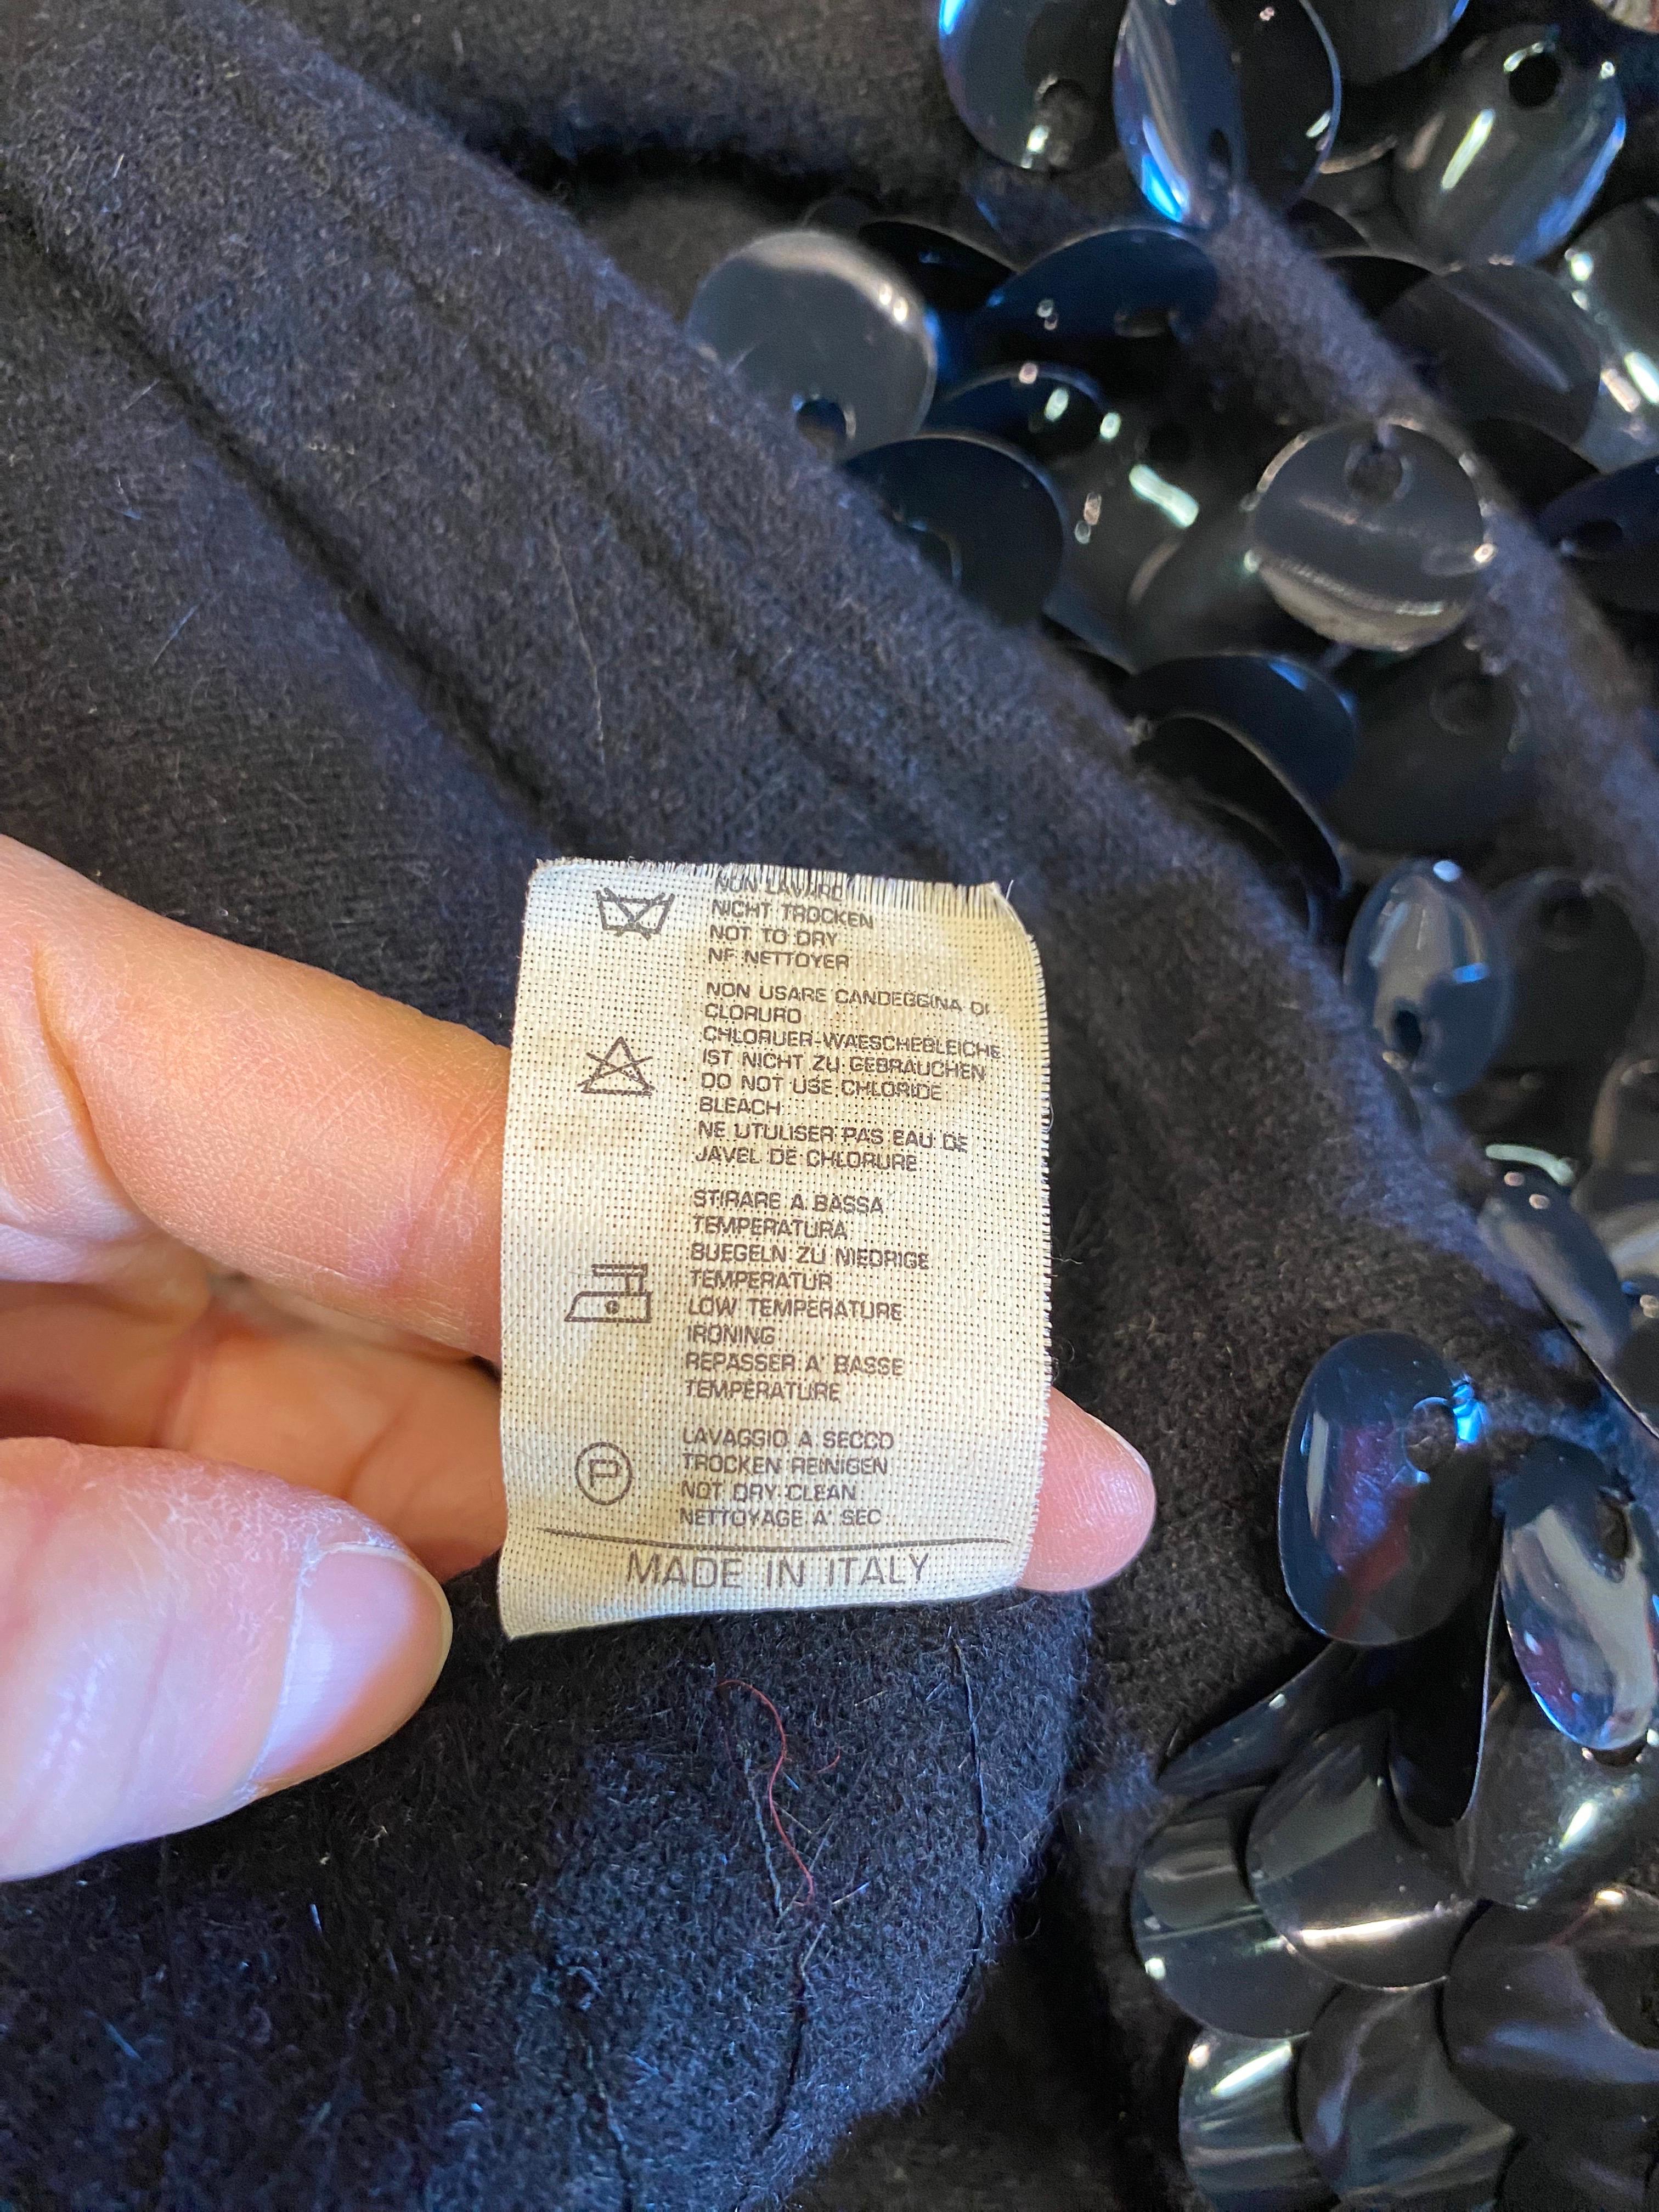 NON LAVARE
NICHT TROCKEN
NOT TO DRY
NF NETTOYER
NON USARE CANDEGGINA DI
CLORURO
CHLORUER-WAESCHEBLEICHE
IST NICHT ZU GEBRAUCHEN
DO NOT USE CHLORIDE
BLEACH
NE UTULISER PAS EAU DE
JAVEL DE CHLORURE
STIRARE A BASSA
TEMPERATURA
BUEGELN ZU NIEDRIGE
TEMPERATUR
LOW TEMPERATURE
IRONING
REPASSER A' BASSE
TEMPERATURE
P
LAVAGGIO A SECCO
TROCKEN REINIGEN
NOT DRY CLEAN
NETTOYAGE A' SEC
MADE IN ITALY